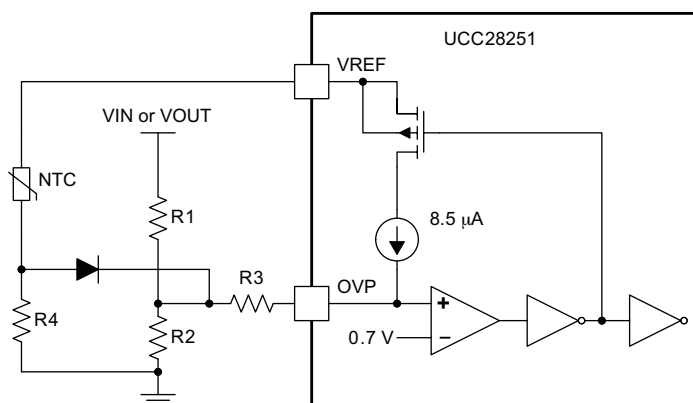 UCC28251
VREF
VIN or VOUT
NTC
R1
8.5 μA
R3
OVP
R4
R2
+
0.7 V
−